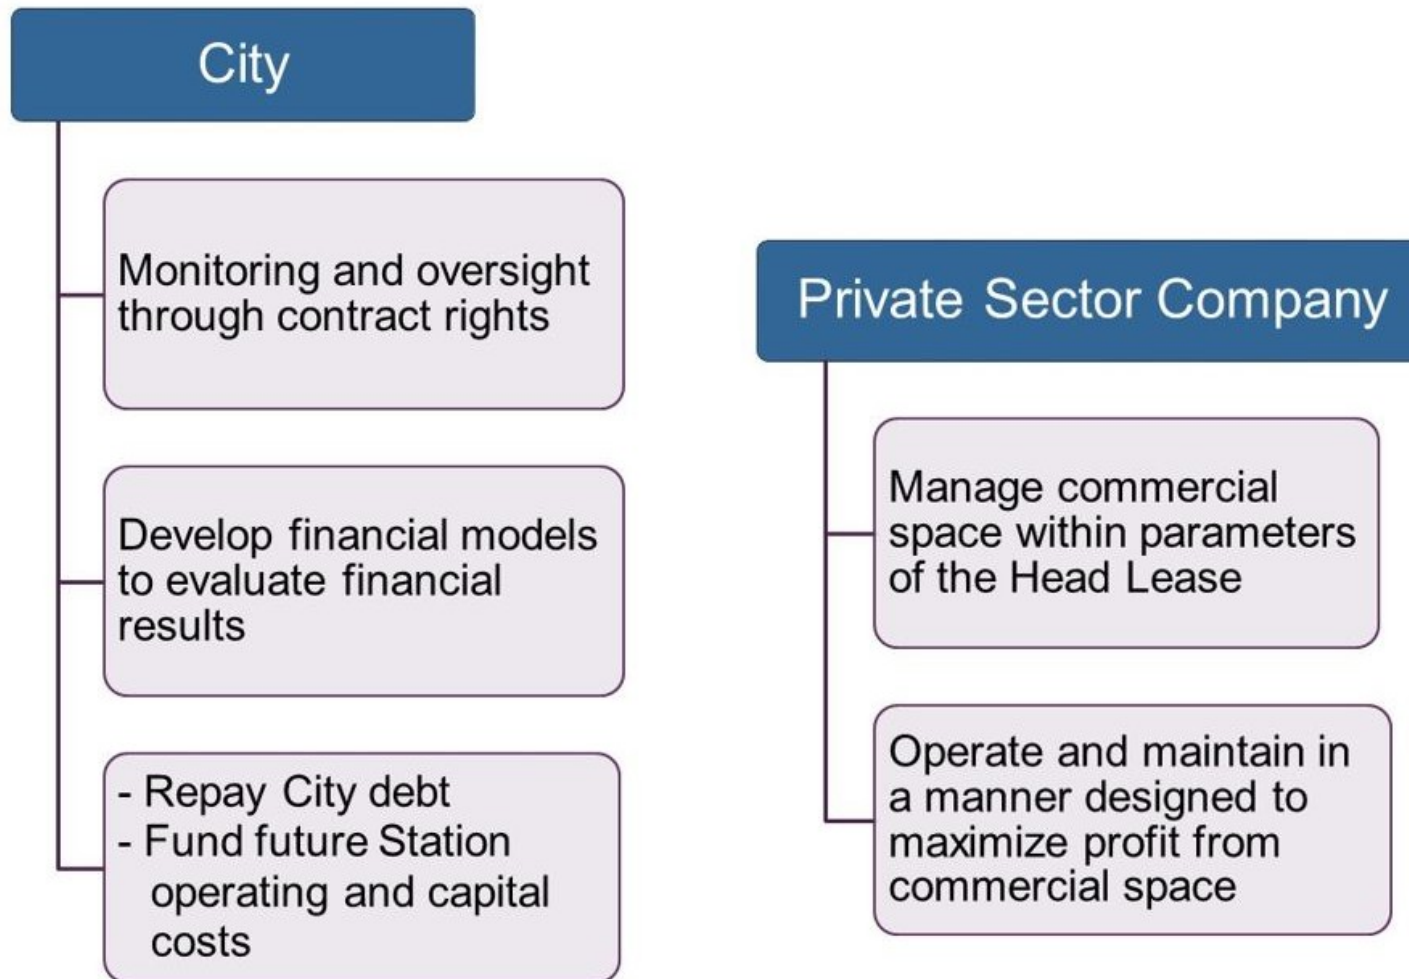 City
Monitoring and oversight
through contract rights
Develop financial models
to evaluate financial
results
- Repay City debt
- Fund future Station
operating and capital
costs
Private Sector Company
Manage commercial
space within parameters
of the Head Lease
Operate and maintain in
a manner designed to
maximize profit from
commercial space